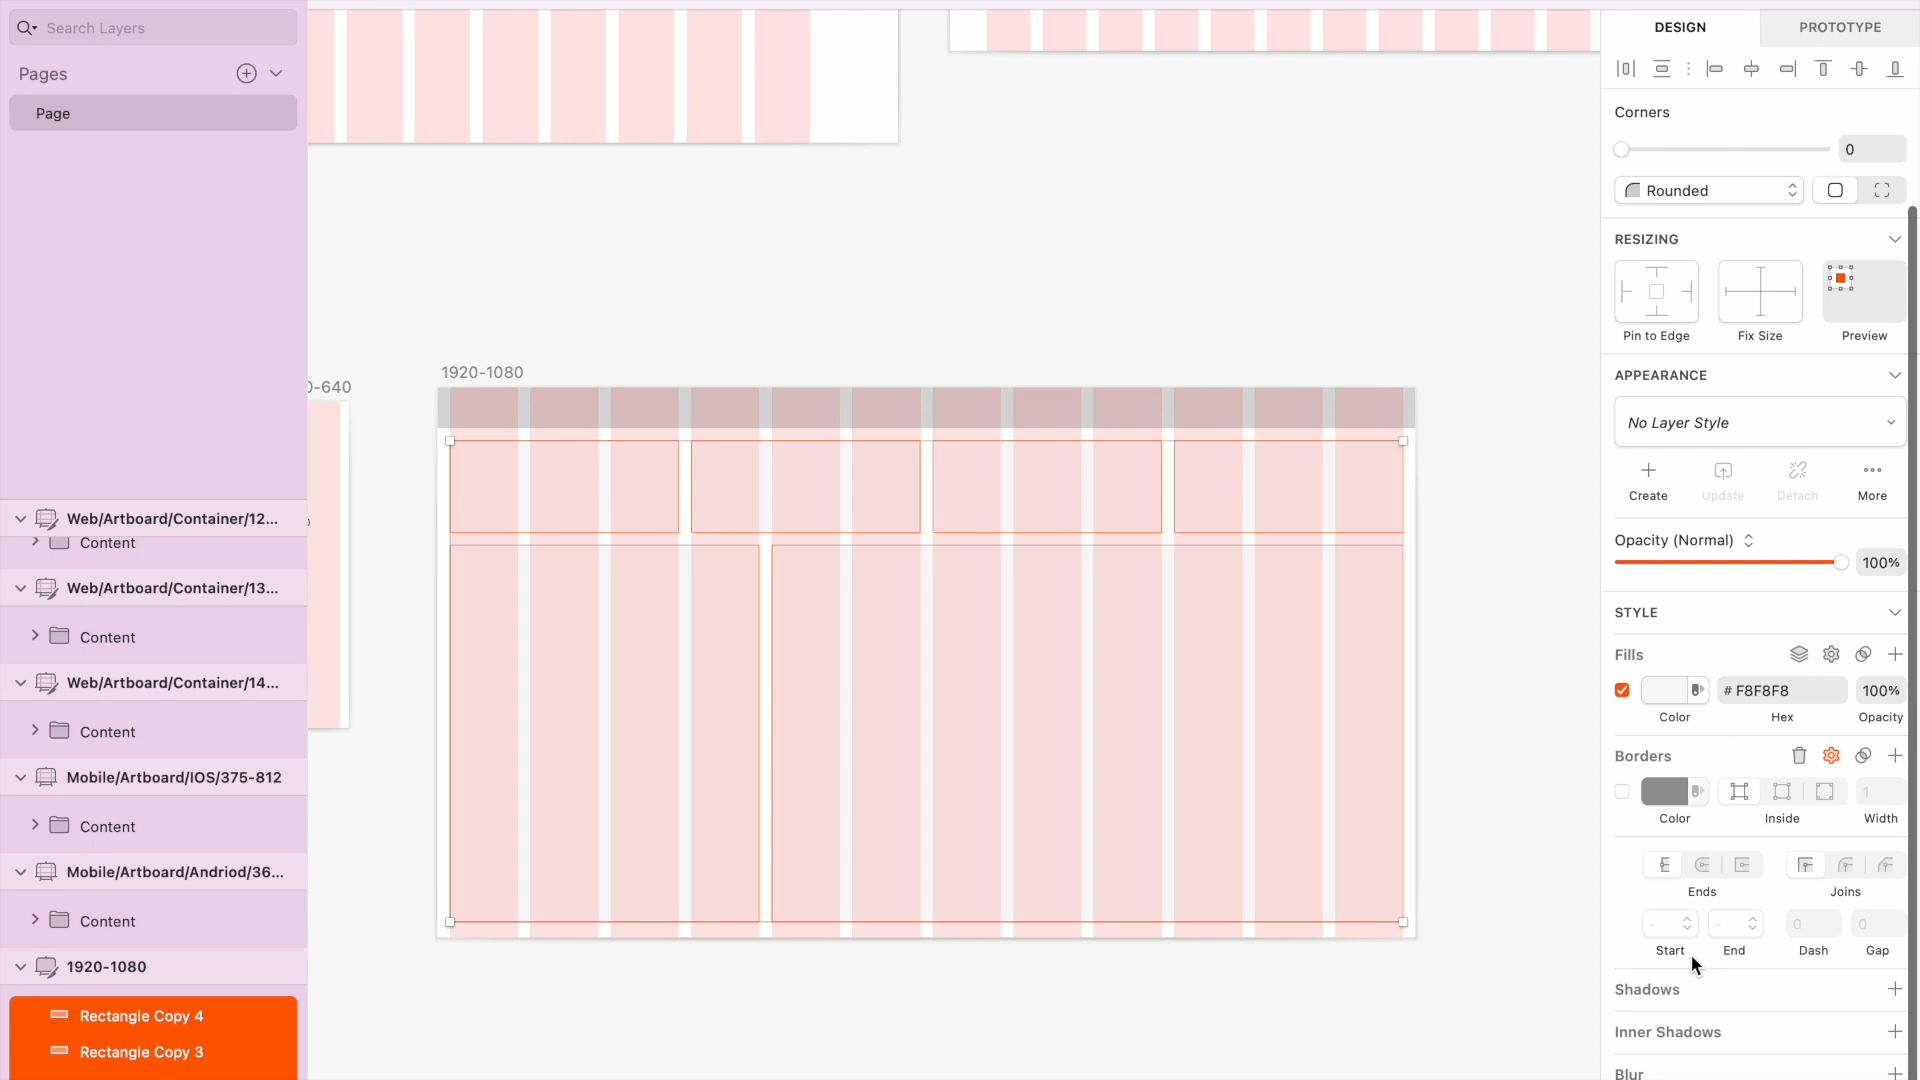 Search Layers
Pages
Page
Web/Artboard/Container/12...
Content
Web/Artboard/Container/13...
Content
Web/Artboard/Container/14...
Content
Mobile/Artboard/IOS/375-812
Content
Mobile/Artboard/Andriod/36...
Content
1920-1080
Rectangle Copy 4
Rectangle Copy 3
0-640
1920-1080
DESIGN
PROTOTYPE
Corners
0
Rounded
RESIZING
Pin to Edge
Fix Size
Preview
APPEARANCE
No Layer Style
Create
Update
Detach
More
Opacity (Normal)
100%
STYLE
Fills
# F8F8F8
100%
Color
Hex
Opacity
Borders
1
Color
Inside
Width
Ends
Joins
-
-
0
0
Start
End
Dash
Gap
Shadows
Inner Shadows
Blur